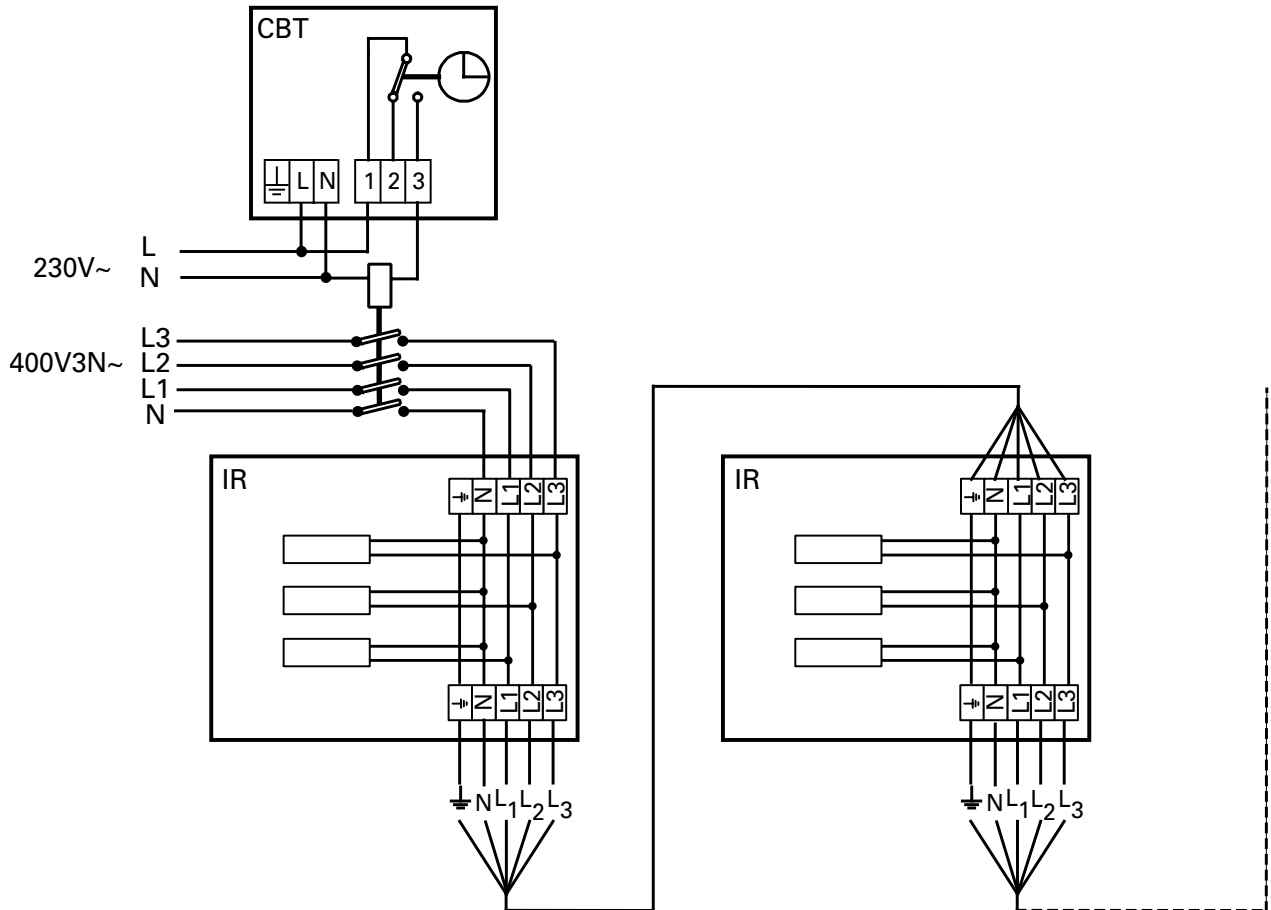 CBT
L N 1 2 3
L
230V~
N
L3
400V3N~ L2
L1
N
IR
N L1 L2 L3
N L1 L2 L3
N L1 L2 L3
IR
N L1 L2 L3
N L1 L2 L3
N L1 L2 L3